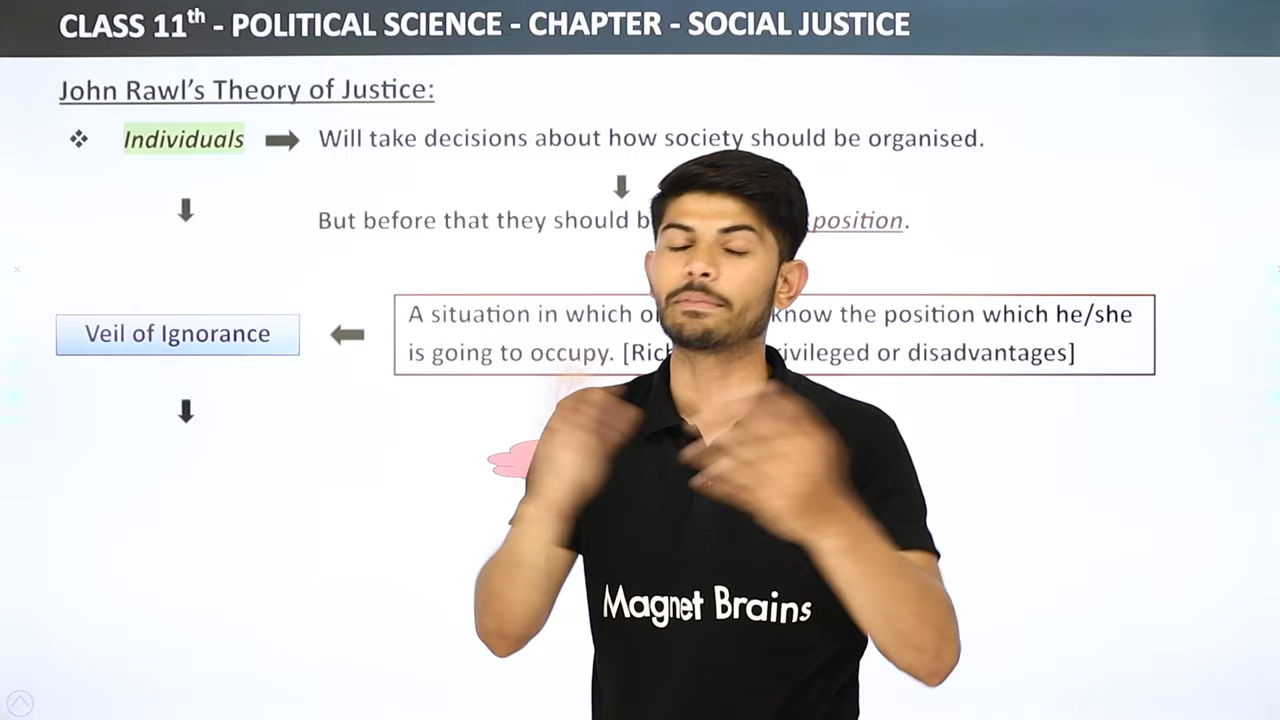 CLASS 11th - POLITICAL SCIENCE - CHAPTER - SOCIAL JUSTICE
John Rawl's Theory of Justice:
Individuals
Will take decisions about how society should be organised.
But before that they should position.
A situation in which know the position which he/she
is going to occupy. or disadvantages]
Veil of Ignorance
Magnet Brains